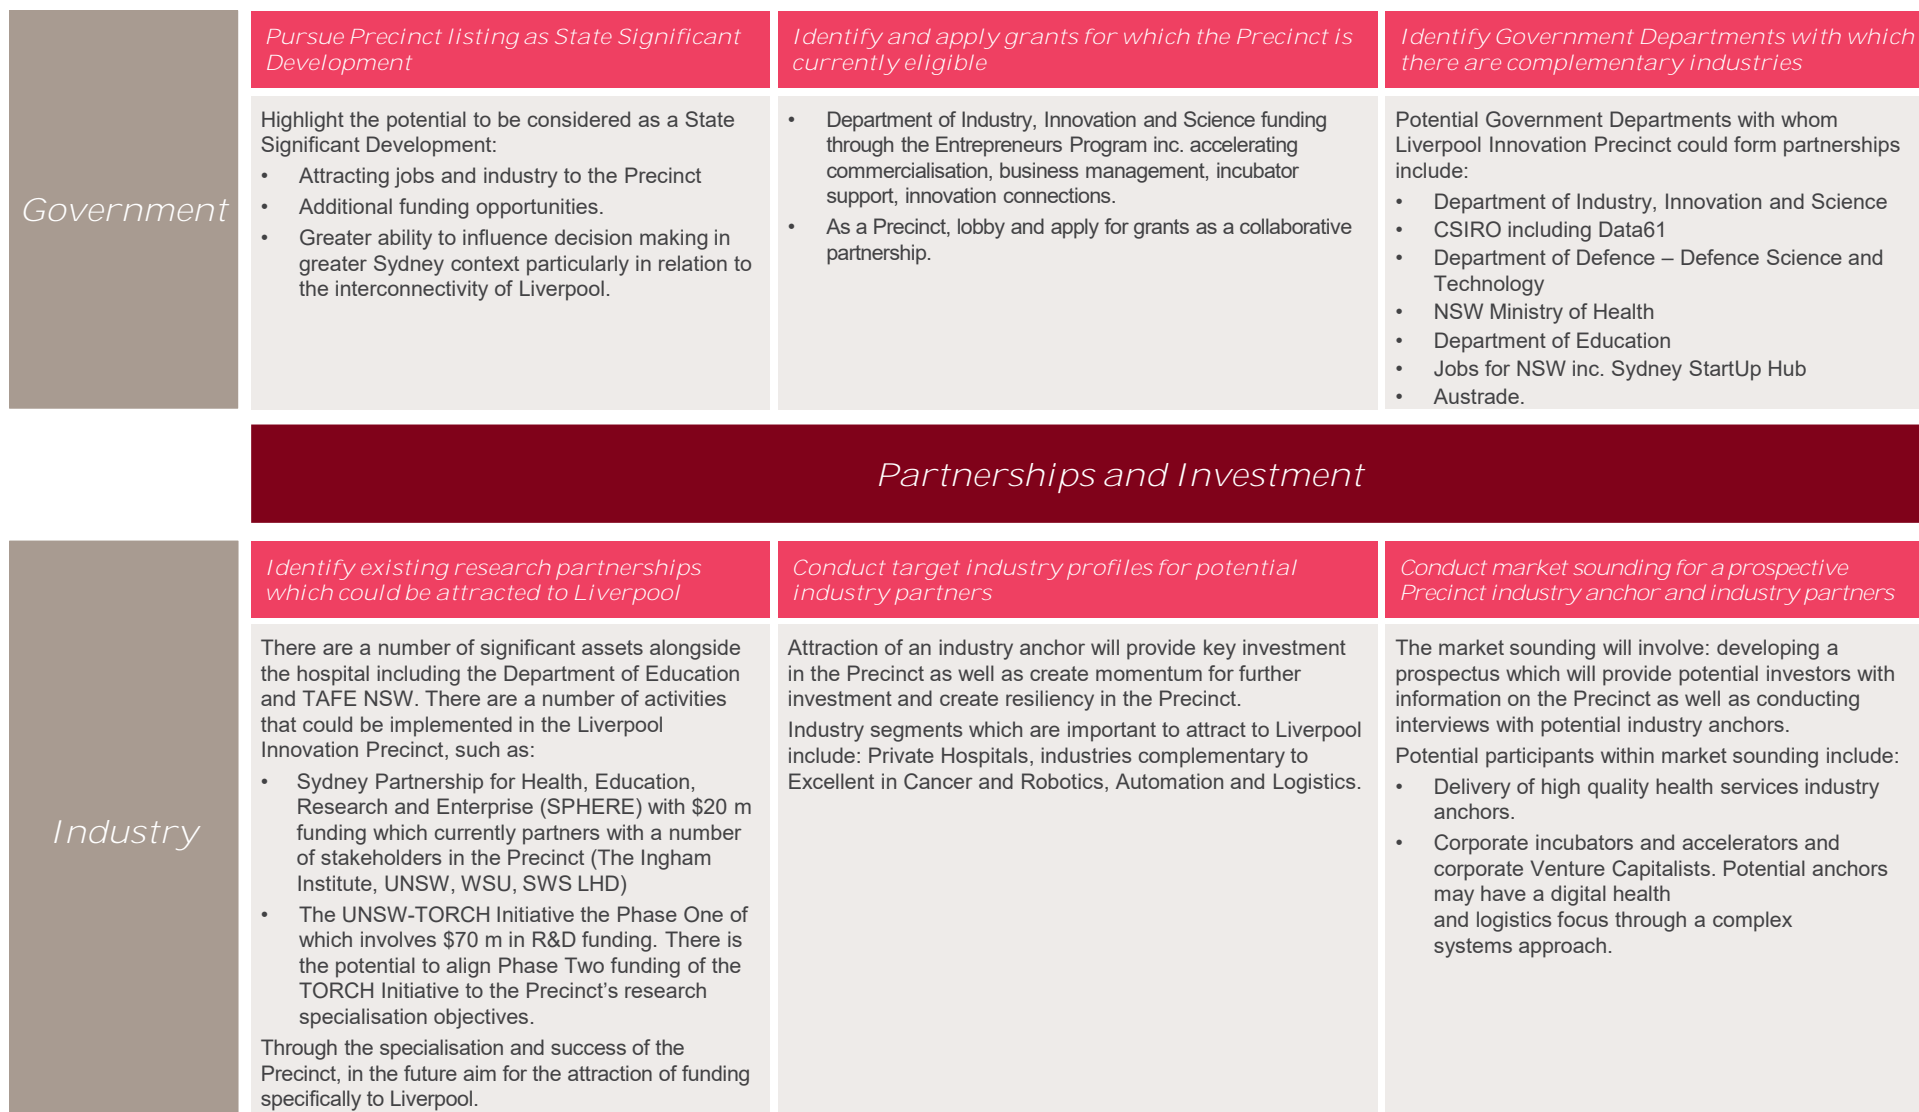 Government
Pursue Precinct listing as State Significant
Development
Highlight the potential to be considered as a State
Significant Development:
• Attracting jobs and industry to the Precinct
• Additional funding opportunities.
• Greater ability to influence decision making in
greater Sydney context particularly in relation to
the interconnectivity of Liverpool.
Identify and apply grants for which the Precinct is
currently eligible
• Department of Industry, Innovation and Science funding
through the Entrepreneurs Program inc. accelerating
commercialisation, business management, incubator
support, innovation connections.
• As a Precinct, lobby and apply for grants as a collaborative
partnership.
Identify Government Departments with which
there are complementary industries
Potential Government Departments with whom
Liverpool Innovation Precinct could form partnerships
include:
• Department of Industry, Innovation and Science
• CSIRO including Data61
• Department of Defence – Defence Science and
Technology
• NSW Ministry of Health
• Department of Education
• Jobs for NSW inc. Sydney StartUp Hub
• Austrade.
Partnerships and Investment
Industry
Identify existing research partnerships
which could be attracted to Liverpool
There are a number of significant assets alongside
the hospital including the Department of Education
and TAFE NSW. There are a number of activities
that could be implemented in the Liverpool
Innovation Precinct, such as:
• Sydney Partnership for Health, Education,
Research and Enterprise (SPHERE) with $20 m
funding which currently partners with a number
of stakeholders in the Precinct (The Ingham
Institute, UNSW, WSU, SWS LHD)
• The UNSW-TORCH Initiative the Phase One of
which involves $70 m in R&D funding. There is
the potential to align Phase Two funding of the
TORCH Initiative to the Precinct’s research
specialisation objectives.
Through the specialisation and success of the
Precinct, in the future aim for the attraction of funding
specifically to Liverpool.
Conduct target industry profiles for potential
industry partners
Attraction of an industry anchor will provide key investment
in the Precinct as well as create momentum for further
investment and create resiliency in the Precinct.
Industry segments which are important to attract to Liverpool
include: Private Hospitals, industries complementary to
Excellent in Cancer and Robotics, Automation and Logistics.
Conduct market sounding for a prospective
Precinct industry anchor and industry partners
The market sounding will involve: developing a
prospectus which will provide potential investors with
information on the Precinct as well as conducting
interviews with potential industry anchors.
Potential participants within market sounding include:
• Delivery of high quality health services industry
anchors.
• Corporate incubators and accelerators and
corporate Venture Capitalists. Potential anchors
may have a digital health
and logistics focus through a complex
systems approach.